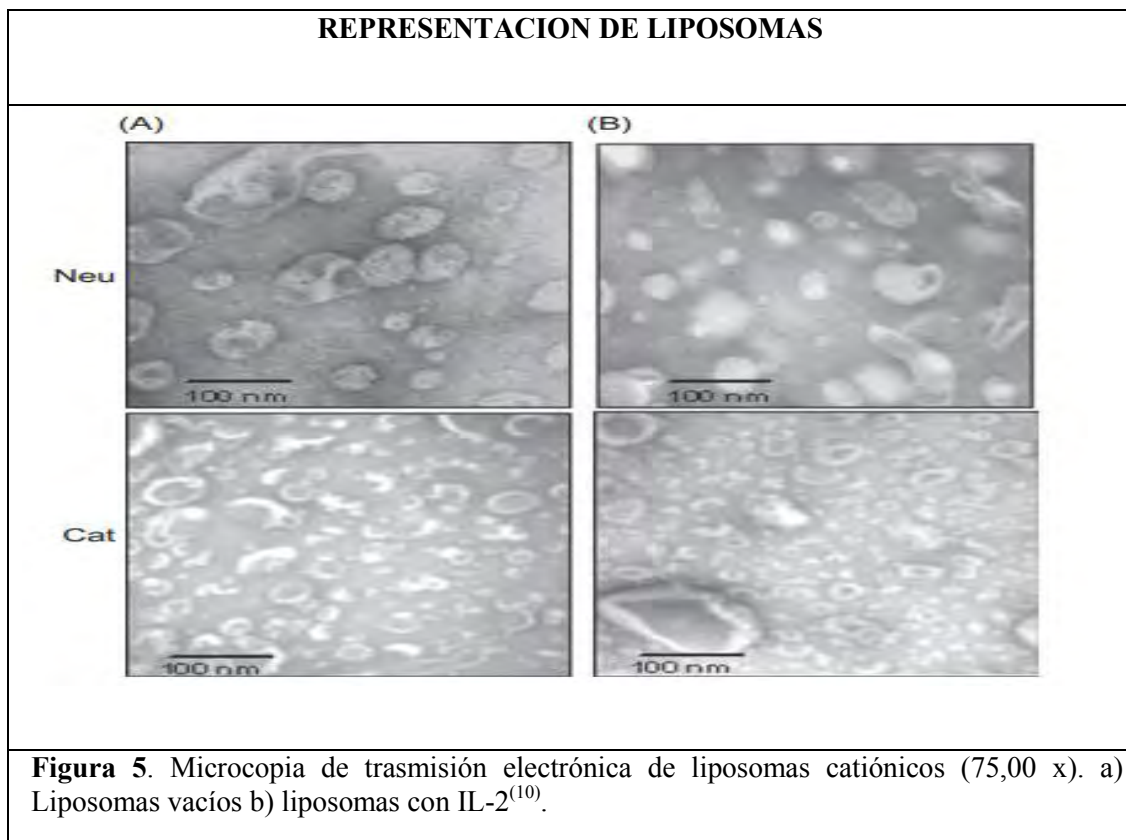 REPRESENTACION DE LIPOSOMAS
(A) (B)
Neu
100 nm 100 nm
Cat
100 nm 100 nm
Figura 5. Microcopia de trasmisión electrónica de liposomas catiónicos (75,00 x). a)
Liposomas vacíos b) liposomas con IL-2(10).